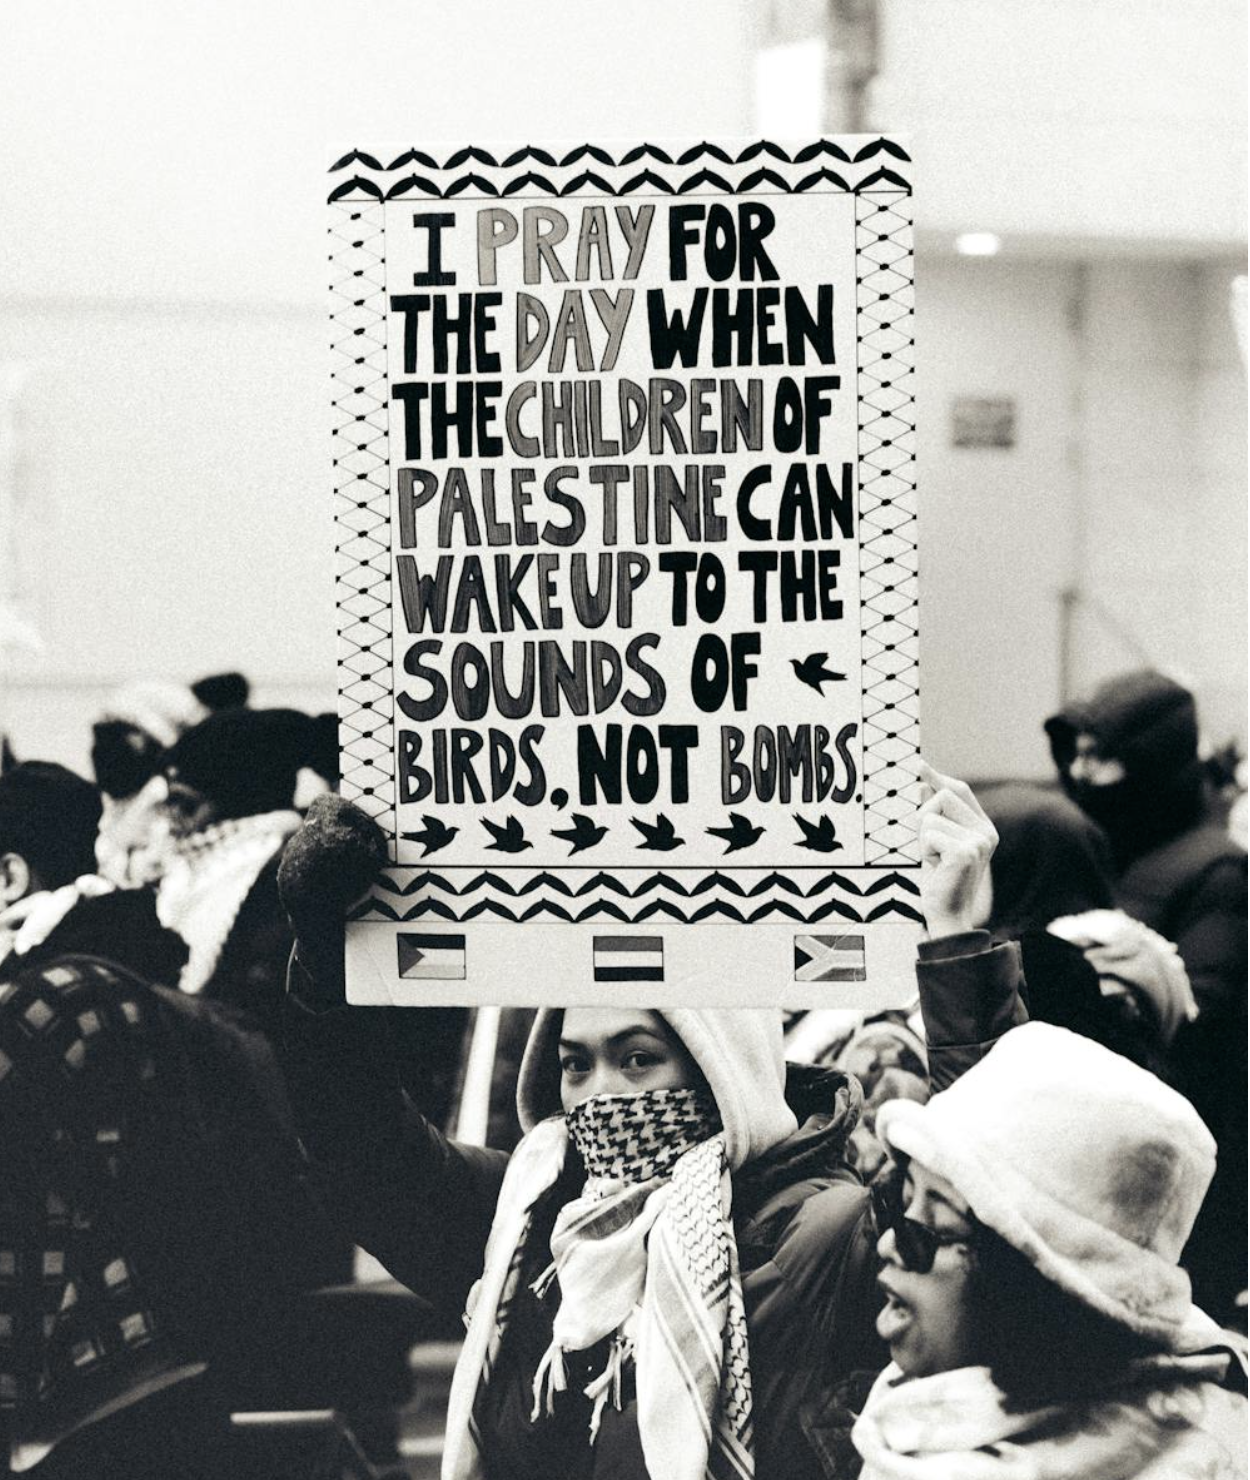 I PRAY FOR
THE DAY WHEN
THE CHILDREN OF
PALESTINE CAN
WAKE UP TO THE
SOUNDS OF
BIRDS, NOT BOMBS.